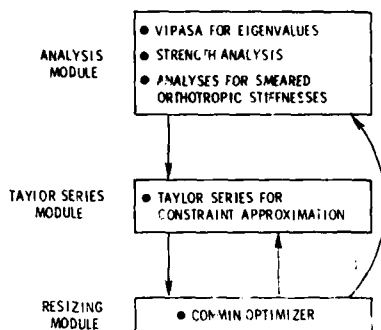 ANALYSIS
MODULE
● VIPASA FOR EIGENVALUES
● STRENGTH ANALYSIS
● ANALYSES FOR SMEARED
ORTHOTROPIC STIFFNESSES
TAYLOR SERIES
MODULE
● TAYLOR SERIES FOR
CONSTRAINT APPROXIMATION
RESIZING
MODULE
● CONMIN OPTIMIZER